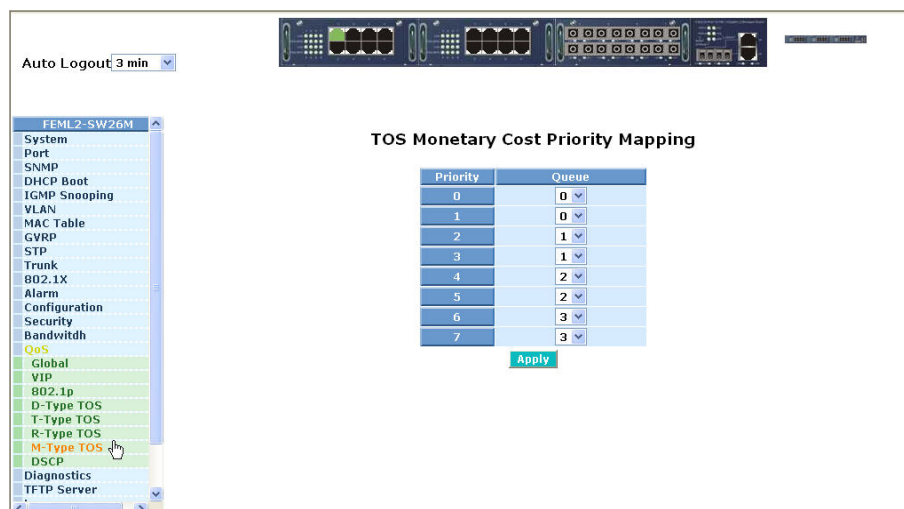 Auto Logout 3 min
FEML2-SW26M
System
Port
SNMP
DHCP Boot
IGMP Snooping
VLAN
MAC Table
GVRP
STP
Trunk
802.1X
Alarm
Configuration
Security
Bandwitdh
QoS
Global
VIP
802.1p
D-Type TOS
T-Type TOS
R-Type TOS
M-Type TOS
DSCP
Diagnostics
TFTP Server
TOS Monetary Cost Priority Mapping
Priority Queue
0 0
1 0
2 1
3 1
4 2
5 2
6 3
7 3
Apply